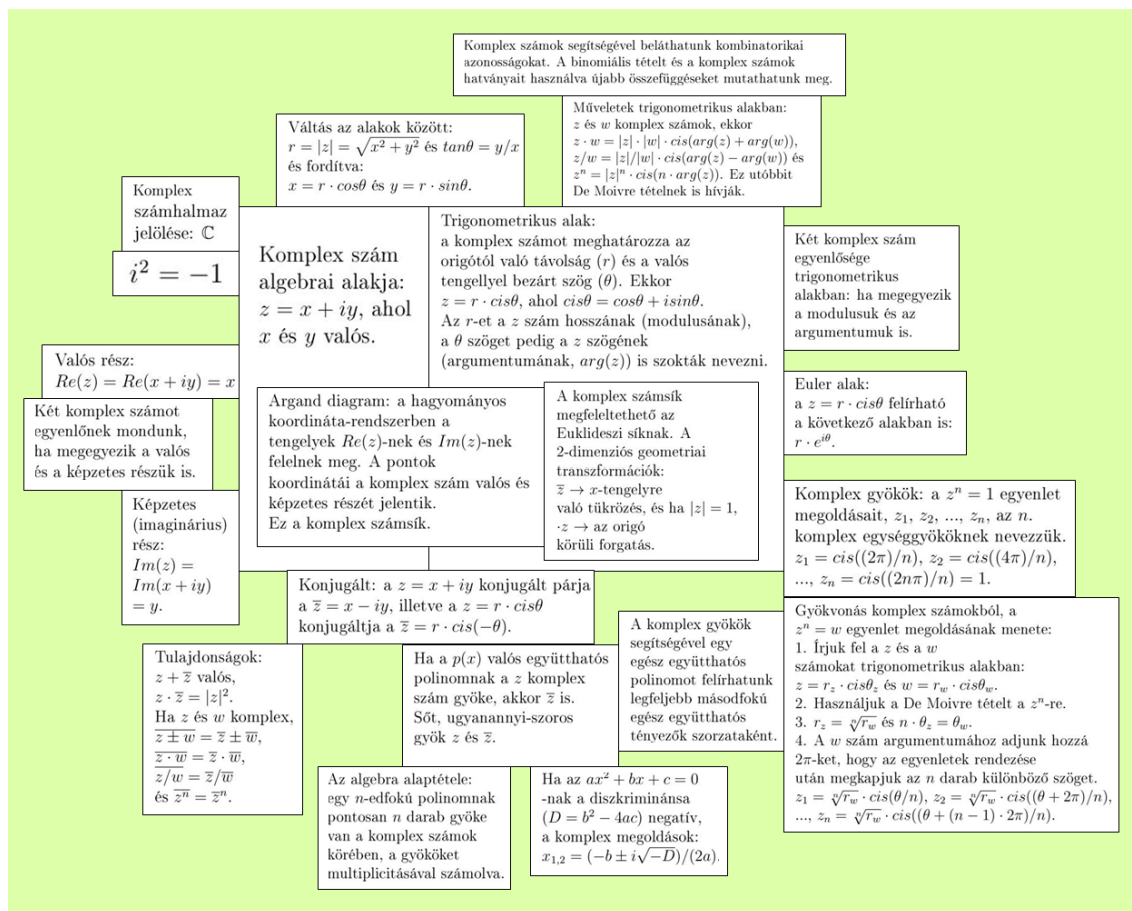 Komplex számok segítségével beláthatunk kombinatorikai
azonosságokat. A binomiális tételt és a komplex számok
hatványait használva újabb összefüggéseket mutathatunk meg.
Műveletek trigonometrikus alakban:
z és w komplex számok, ekkor
z · w = |z| · |w| · cis(arg(z) + arg(w)),
z/w = |z|/|w| · cis(arg(z) − arg(w)) és
zⁿ = |z|ⁿ · cis(n · arg(z)). Ez utóbbit
De Moivre tételnek is hívják.
Váltás az alakok között:
r = |z| = √(x² + y²) és tanθ = y/x
és fordítva:
x = r · cosθ és y = r · sinθ.
Komplex
számhalmaz
jelölése: ℂ
i² = −1
Komplex szám
algebrai alakja:
z = x + iy, ahol
x és y valós.
Trigonometrikus alak:
a komplex számot meghatározza az
origótól való távolság (r) és a valós
tengellyel bezárt szög (θ). Ekkor
z = r · cisθ, ahol cisθ = cosθ + isinθ.
Az r-et a z szám hosszának (modulusának),
a θ szöget pedig a z szögének
(argumentumának, arg(z)) is szokták nevezni.
Két komplex szám
egyenlősége
trigonometrikus
alakban: ha megegyezik
a modulusuk és az
argumentumuk is.
Valós rész:
Re(z) = Re(x + iy) = x
Két komplex számot
egyenlőnek mondunk,
ha megegyezik a valós
és a képzetes részük is.
Képzetes
(imaginárius)
rész:
Im(z) =
Im(x + iy)
= y.
Argand diagram: a hagyományos
koordináta-rendszerben a
tengelyek Re(z)-nek és Im(z)-nek
felelnek meg. A pontok
koordinátái a komplex szám valós és
képzetes részét jelentik.
Ez a komplex számsík.
A komplex számsík
megfeleltethető az
Euklideszi síknak. A
2-dimenziós geometriai
transzformációk:
z̅ → x-tengelyre
való tükrözés, és ha |z| = 1,
·z → az origó
körüli forgatás.
Euler alak:
a z = r · cisθ felírható
a következő alakban is:
r · e^{iθ}.
Komplex gyökök: a zⁿ = 1 egyenlet
megoldásait, z₁, z₂, ..., zₙ, az n.
komplex egységgyököknek nevezzük.
z₁ = cis((2π)/n), z₂ = cis((4π)/n),
..., zₙ = cis((2nπ)/n) = 1.
Konjugált: a z = x + iy konjugált párja
a z̅ = x − iy, illetve a z = r · cisθ
konjugáltja a z̅ = r · cis(−θ).
Tulajdonságok:
z + z̅ valós,
z · z̅ = |z|².
Ha z és w komplex,
\overline{z ± w} = z̅ ± w̅,
\overline{z · w} = z̅ · w̅,
\overline{z/w} = z̅/w̅
és \overline{zⁿ} = z̅ⁿ.
Ha a p(x) valós együtthatós
polinomnak a z komplex
szám gyöke, akkor z̅ is.
Sőt, ugyanannyi-szoros
gyök z és z̅.
A komplex gyökök
segítségével egy
egész együtthatós
polinomot felírhatunk
legfeljebb másodfokú
egész együtthatós
tényezők szorzataként.
Gyökvonás komplex számokból, a
zⁿ = w egyenlet megoldásának menete:
1. Írjuk fel a z és a w
számokat trigonometrikus alakban:
z = r_z · cisθ_z és w = r_w · cisθ_w.
2. Használjuk a De Moivre tételt a zⁿ-re.
3. r_z = ⁿ√r_w és n · θ_z = θ_w.
4. A w szám argumentumához adjunk hozzá
2π-ket, hogy az egyenletek rendezése
után megkapjuk az n darab különböző szöget.
z₁ = ⁿ√r_w · cis(θ/n), z₂ = ⁿ√r_w · cis((θ + 2π)/n),
..., zₙ = ⁿ√r_w · cis((θ + (n − 1) · 2π)/n).
Az algebra alaptétele:
egy n-edfokú polinomnak
pontosan n darab gyöke
van a komplex számok
körében, a gyököket
multiplicitásával számolva.
Ha az ax² + bx + c = 0
-nak a diszkriminánsa
(D = b² − 4ac) negatív,
a komplex megoldások:
x₁,₂ = (−b ± i√−D)/(2a).